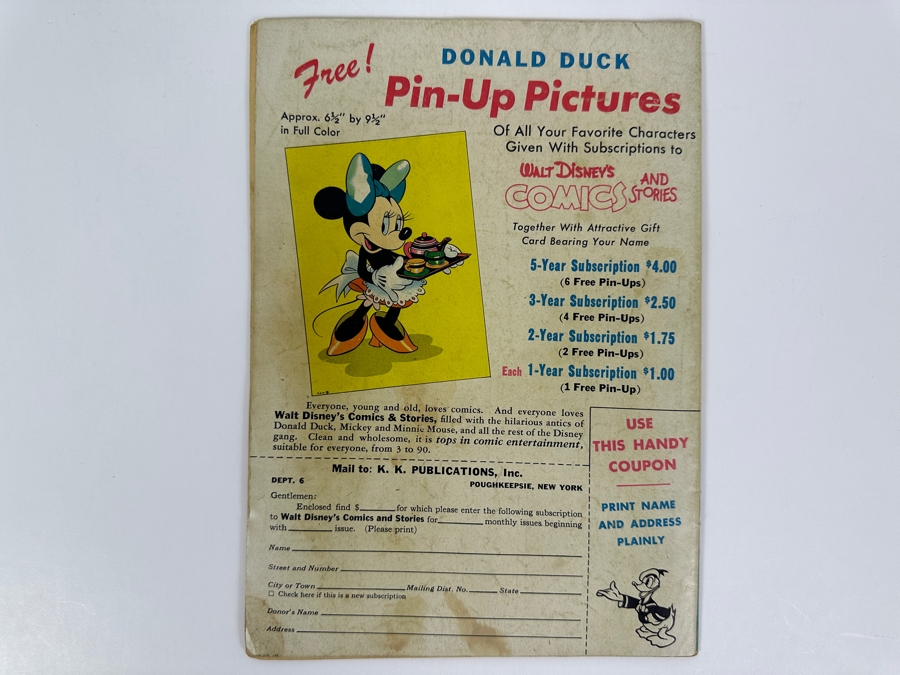 Free!
DONALD DUCK
Pin-Up Pictures
Approx. 6½" by 9½"
in Full Color
Of All Your Favorite Characters
Given With Subscriptions to
WALT DISNEY'S
COMICS AND STORIES
Together With Attractive Gift
Card Bearing Your Name
5-Year Subscription $4.00
(6 Free Pin-Ups)
3-Year Subscription $2.50
(4 Free Pin-Ups)
2-Year Subscription $1.75
(2 Free Pin-Ups)
Each 1-Year Subscription $1.00
(1 Free Pin-Up)
Everyone, young and old, loves comics. And everyone loves
Walt Disney's Comics & Stories, filled with the hilarious antics of
Donald Duck, Mickey and Minnie Mouse, and all the rest of the Disney
gang. Clean and wholesome, it is tops in comic entertainment,
suitable for everyone, from 3 to 90.
USE
THIS HANDY
COUPON
PRINT NAME
AND ADDRESS
PLAINLY
Mail to: K. K. PUBLICATIONS, Inc.
DEPT. 6 POUGHKEEPSIE, NEW YORK
Gentlemen:
Enclosed find $ for which please enter the following subscription
to Walt Disney's Comics and Stories for monthly issues beginning
with issue. (Please print)
Name
Street and Number
City or Town Mailing Dist. No. State
☐ Check here if this is a new subscription
Donor's Name
Address